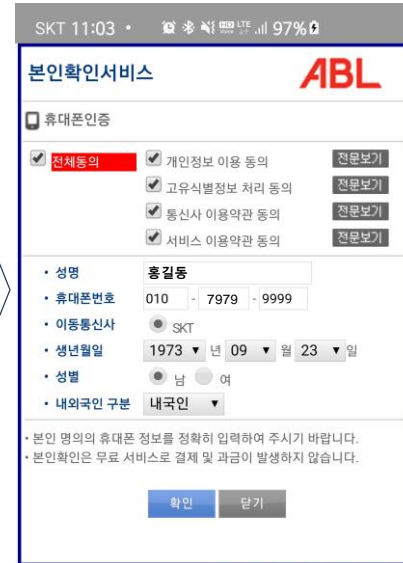 SKT 11:03 • LTE 97%
본인확인서비스 ABL
휴대폰인증
전체동의 개인정보 이용 동의 전문보기
고유식별정보 처리 동의 전문보기
통신사 이용약관 동의 전문보기
서비스 이용약관 동의 전문보기
• 성명 홍길동
• 휴대폰번호 010 - 7979 - 9999
• 이동통신사 SKT
• 생년월일 1973 ▼ 년 09 ▼ 월 23 ▼ 일
• 성별 남 여
• 내외국인 구분 내국인 ▼
• 본인 명의의 휴대폰 정보를 정확히 입력하여 주시기 바랍니다.
• 본인확인은 무료 서비스로 결제 및 과금이 발생하지 않습니다.
확인 닫기